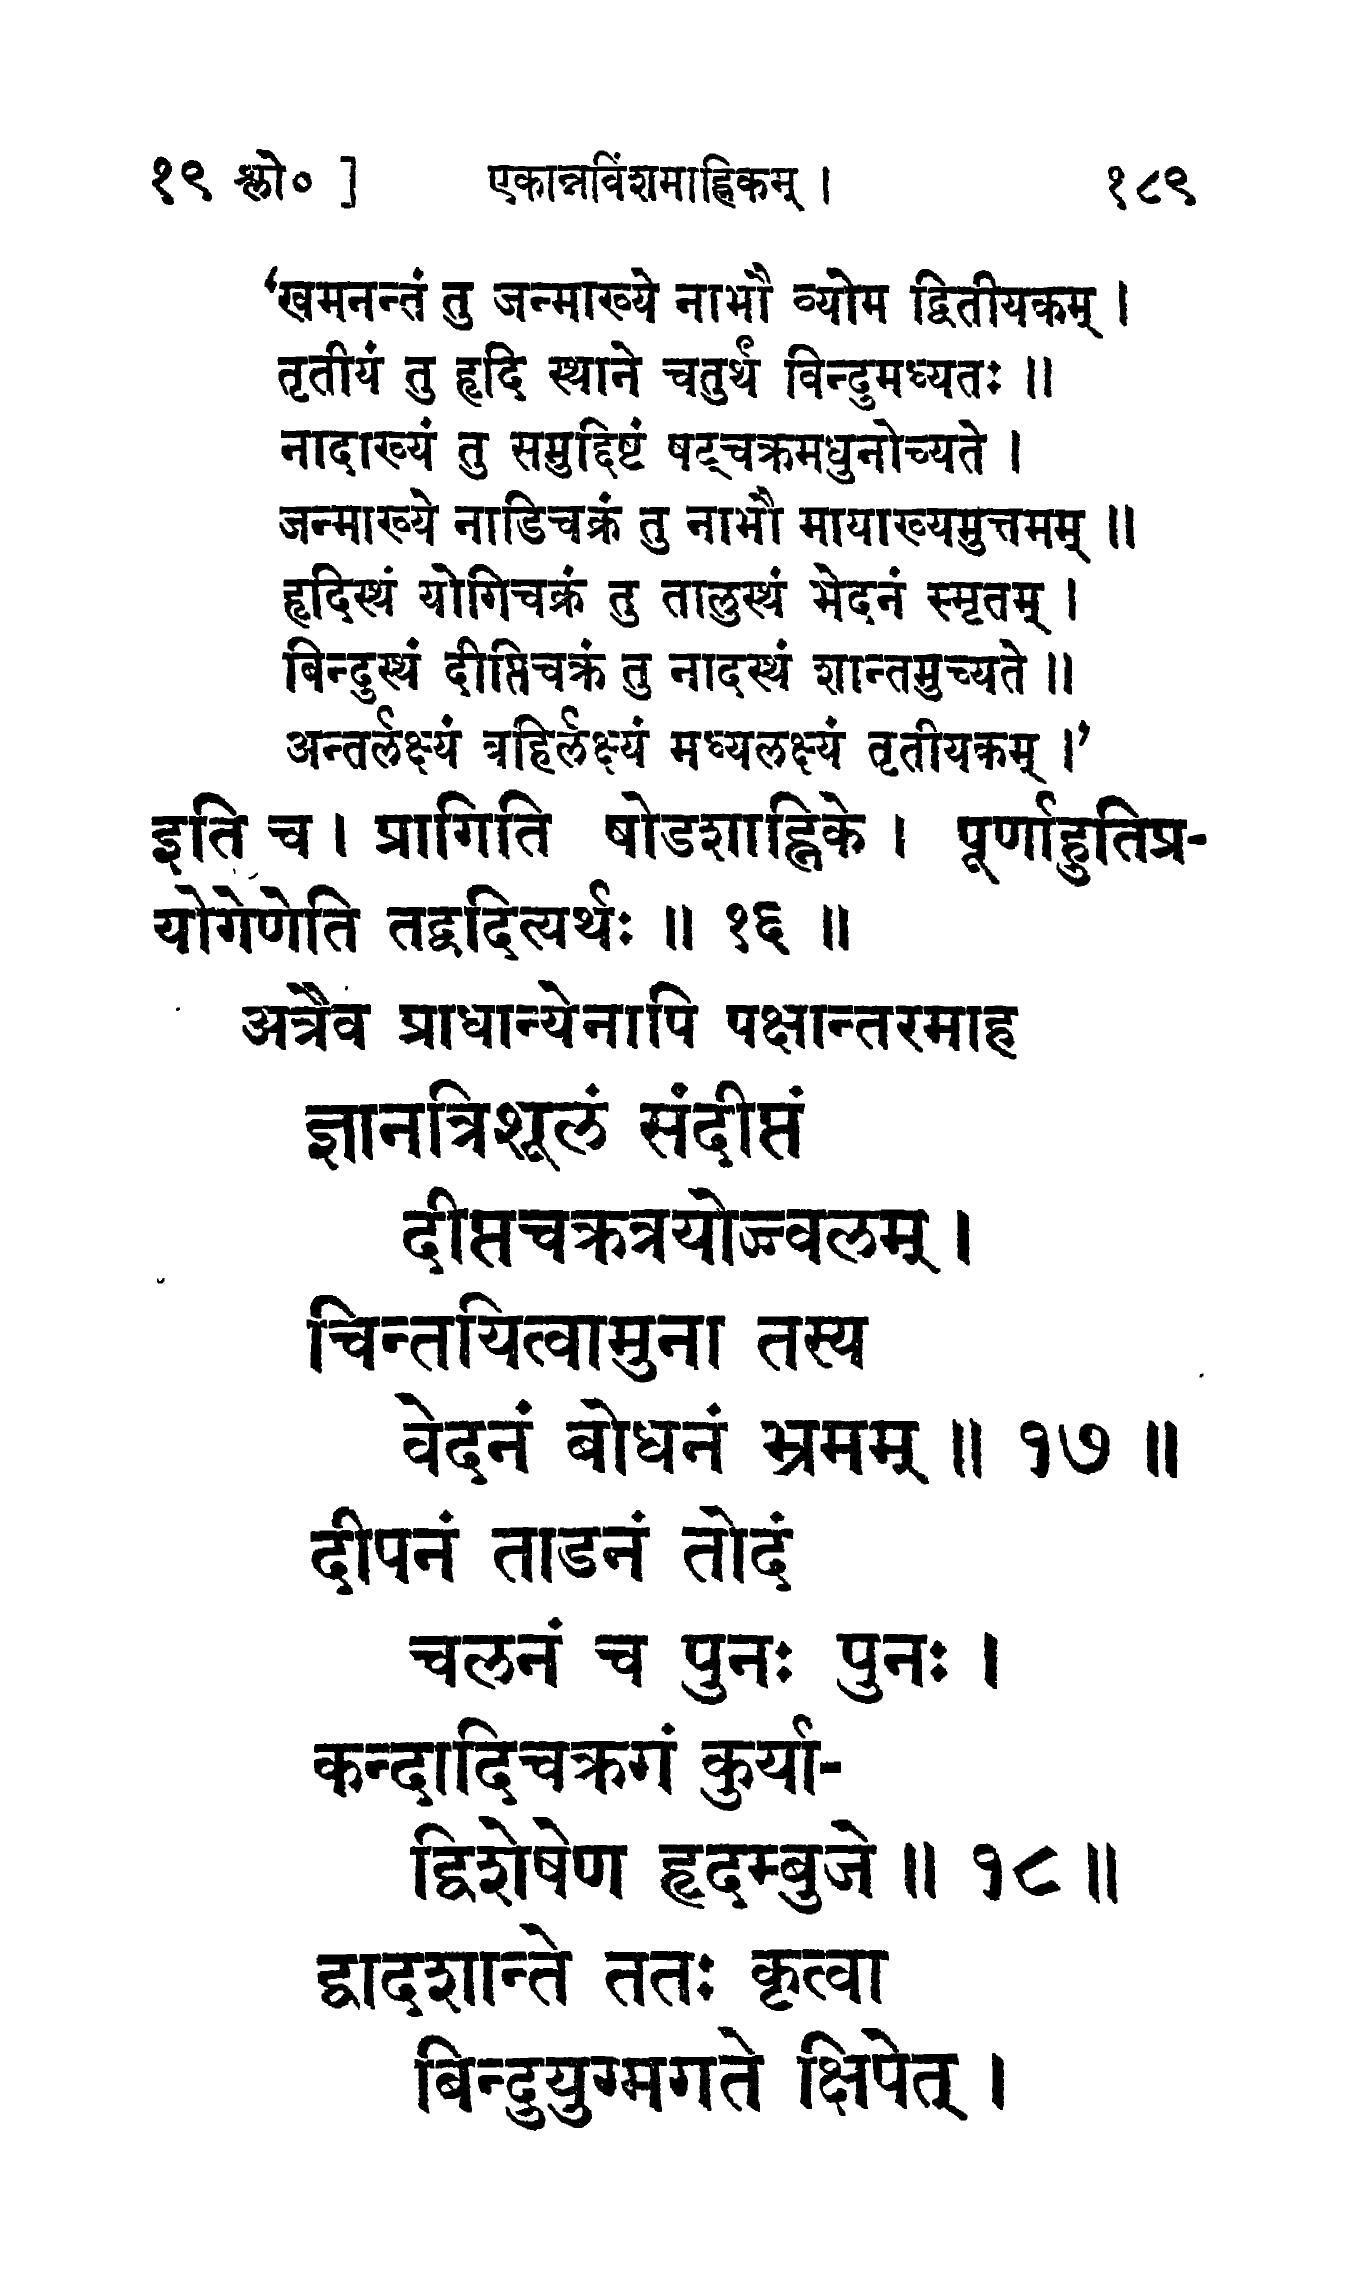 १९ श्लो० ] एकान्नविंशमाह्निकम् । १८९
‘खमनन्तं तु जन्माख्ये नाभौ व्योम द्वितीयकम् ।
तृतीयं तु हृदि स्थाने चतुर्थं विन्दुमध्यतः ॥
नादाख्यं तु समुद्दिष्टं षट्चक्रमधुनोच्यते ।
जन्माख्ये नाडिचक्रं तु नाभौ मायाख्यमुत्तमम् ॥
हृदिस्थं योगिचक्रं तु तालुस्थं भेदनं स्मृतम् ।
बिन्दुस्थं दीप्तिचक्रं तु नादस्थं शान्तमुच्यते ॥
अन्तर्लक्ष्यं बहिर्लक्ष्यं मध्यलक्ष्यं तृतीयकम् ।’
इति च । प्रागिति षोडशाह्निके । पूर्णाहुतिप्र-
योगेणेति तद्वदित्यर्थः ॥ १६ ॥
अत्रैव प्राधान्येनापि पक्षान्तरमाह
ज्ञानत्रिशूलं संदीप्तं
दीप्तचक्रत्रयोज्ज्वलम् ।
चिन्तयित्वामुना तस्य
वेदनं बोधनं भ्रमम् ॥ १७ ॥
दीपनं ताडनं तोदं
चलनं च पुनः पुनः ।
कन्दादिचक्रगं कुर्या-
द्विशेषेण हृदम्बुजे ॥ १८ ॥
द्वादशान्ते ततः कृत्वा
बिन्दुयुग्मगते क्षिपेत् ।